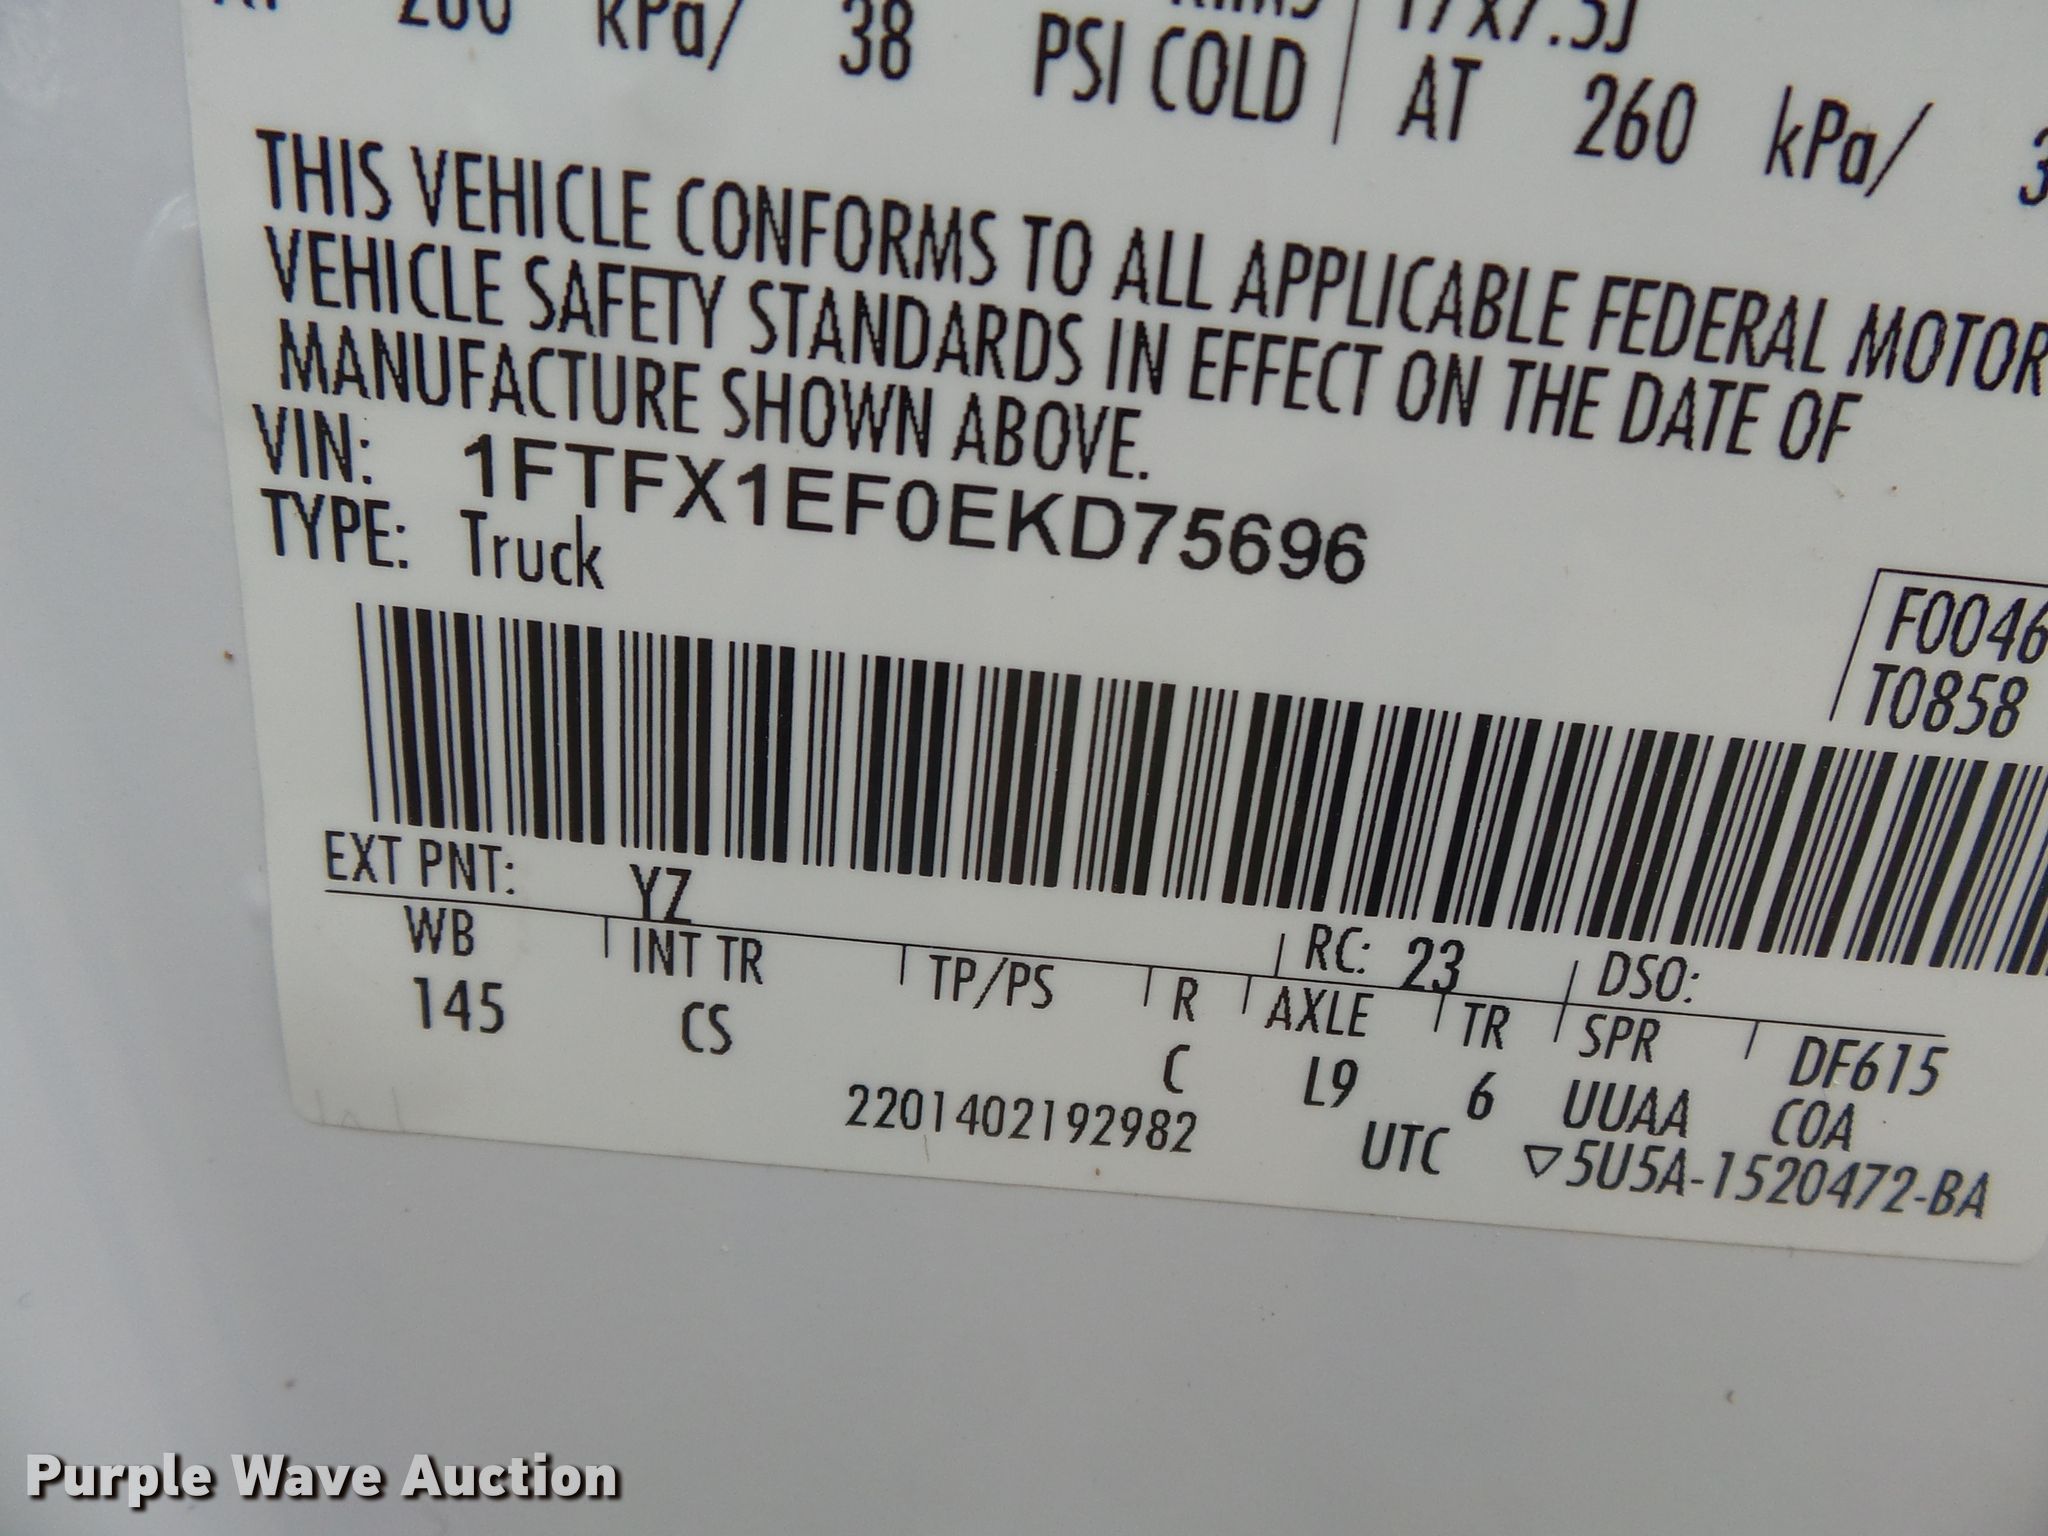 260 kPa/ 38 PSI COLD
17x7.5J
AT 260 kPa/
THIS VEHICLE CONFORMS TO ALL APPLICABLE FEDERAL MOTOR
VEHICLE SAFETY STANDARDS IN EFFECT ON THE DATE OF
MANUFACTURE SHOWN ABOVE.
VIN: 1FTFX1EF0EKD75696
TYPE: Truck
F0046
T0858
EXT PNT: YZ RC: 23 DSO:
WB INT TR TP/PS R AXLE TR SPR DF615
145 CS C L9 6 UUAA COA
2201402192982 UTC ▽5U5A-1520472-BA
Purple Wave Auction